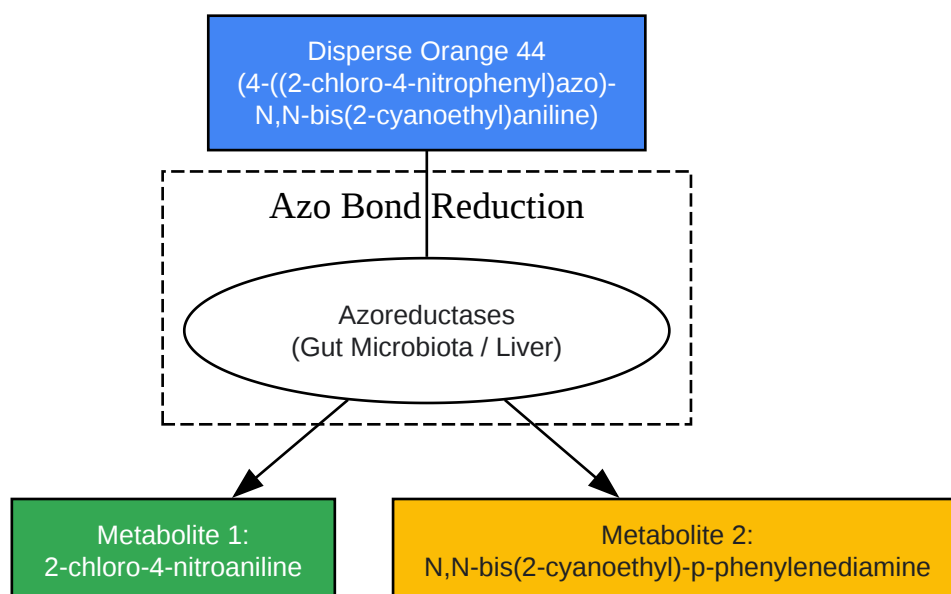 Disperse Orange 44
(4-((2-chloro-4-nitrophenyl)azo)-
N,N-bis(2-cyanoethyl)aniline)
Azo Bond Reduction
Azoreductases
(Gut Microbiota / Liver)
Metabolite 1:
2-chloro-4-nitroaniline
Metabolite 2:
N,N-bis(2-cyanoethyl)-p-phenylenediamine